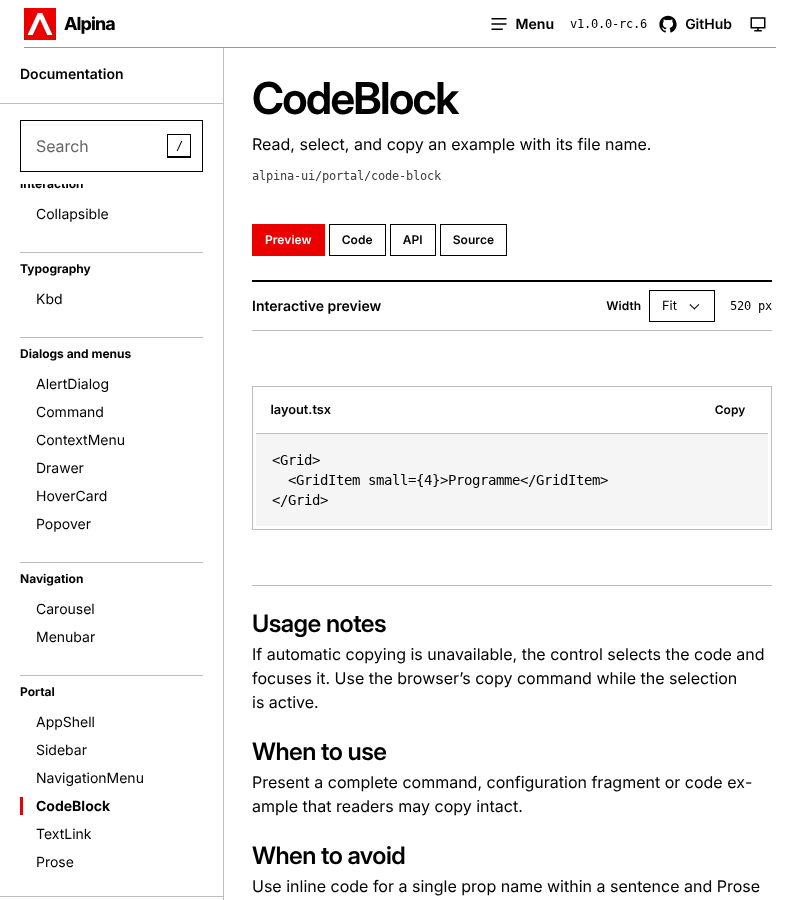 Alpina
Menu
v1.0.0-rc.6
GitHub
Documentation
Search
/
Interaction
Collapsible
Typography
Kbd
Dialogs and menus
AlertDialog
Command
ContextMenu
Drawer
HoverCard
Popover
Navigation
Carousel
Menubar
Portal
AppShell
Sidebar
NavigationMenu
CodeBlock
TextLink
Prose
CodeBlock
Read, select, and copy an example with its file name.
alpina-ui/portal/code-block
Preview
Code
API
Source
Interactive preview
Width
Fit
520 px
layout.tsx
Copy
<Grid>
  <GridItem small={4}>Programme</GridItem>
</Grid>
Usage notes
If automatic copying is unavailable, the control selects the code and
focuses it. Use the browser’s copy command while the selection
is active.
When to use
Present a complete command, configuration fragment or code ex-
ample that readers may copy intact.
When to avoid
Use inline code for a single prop name within a sentence and Prose